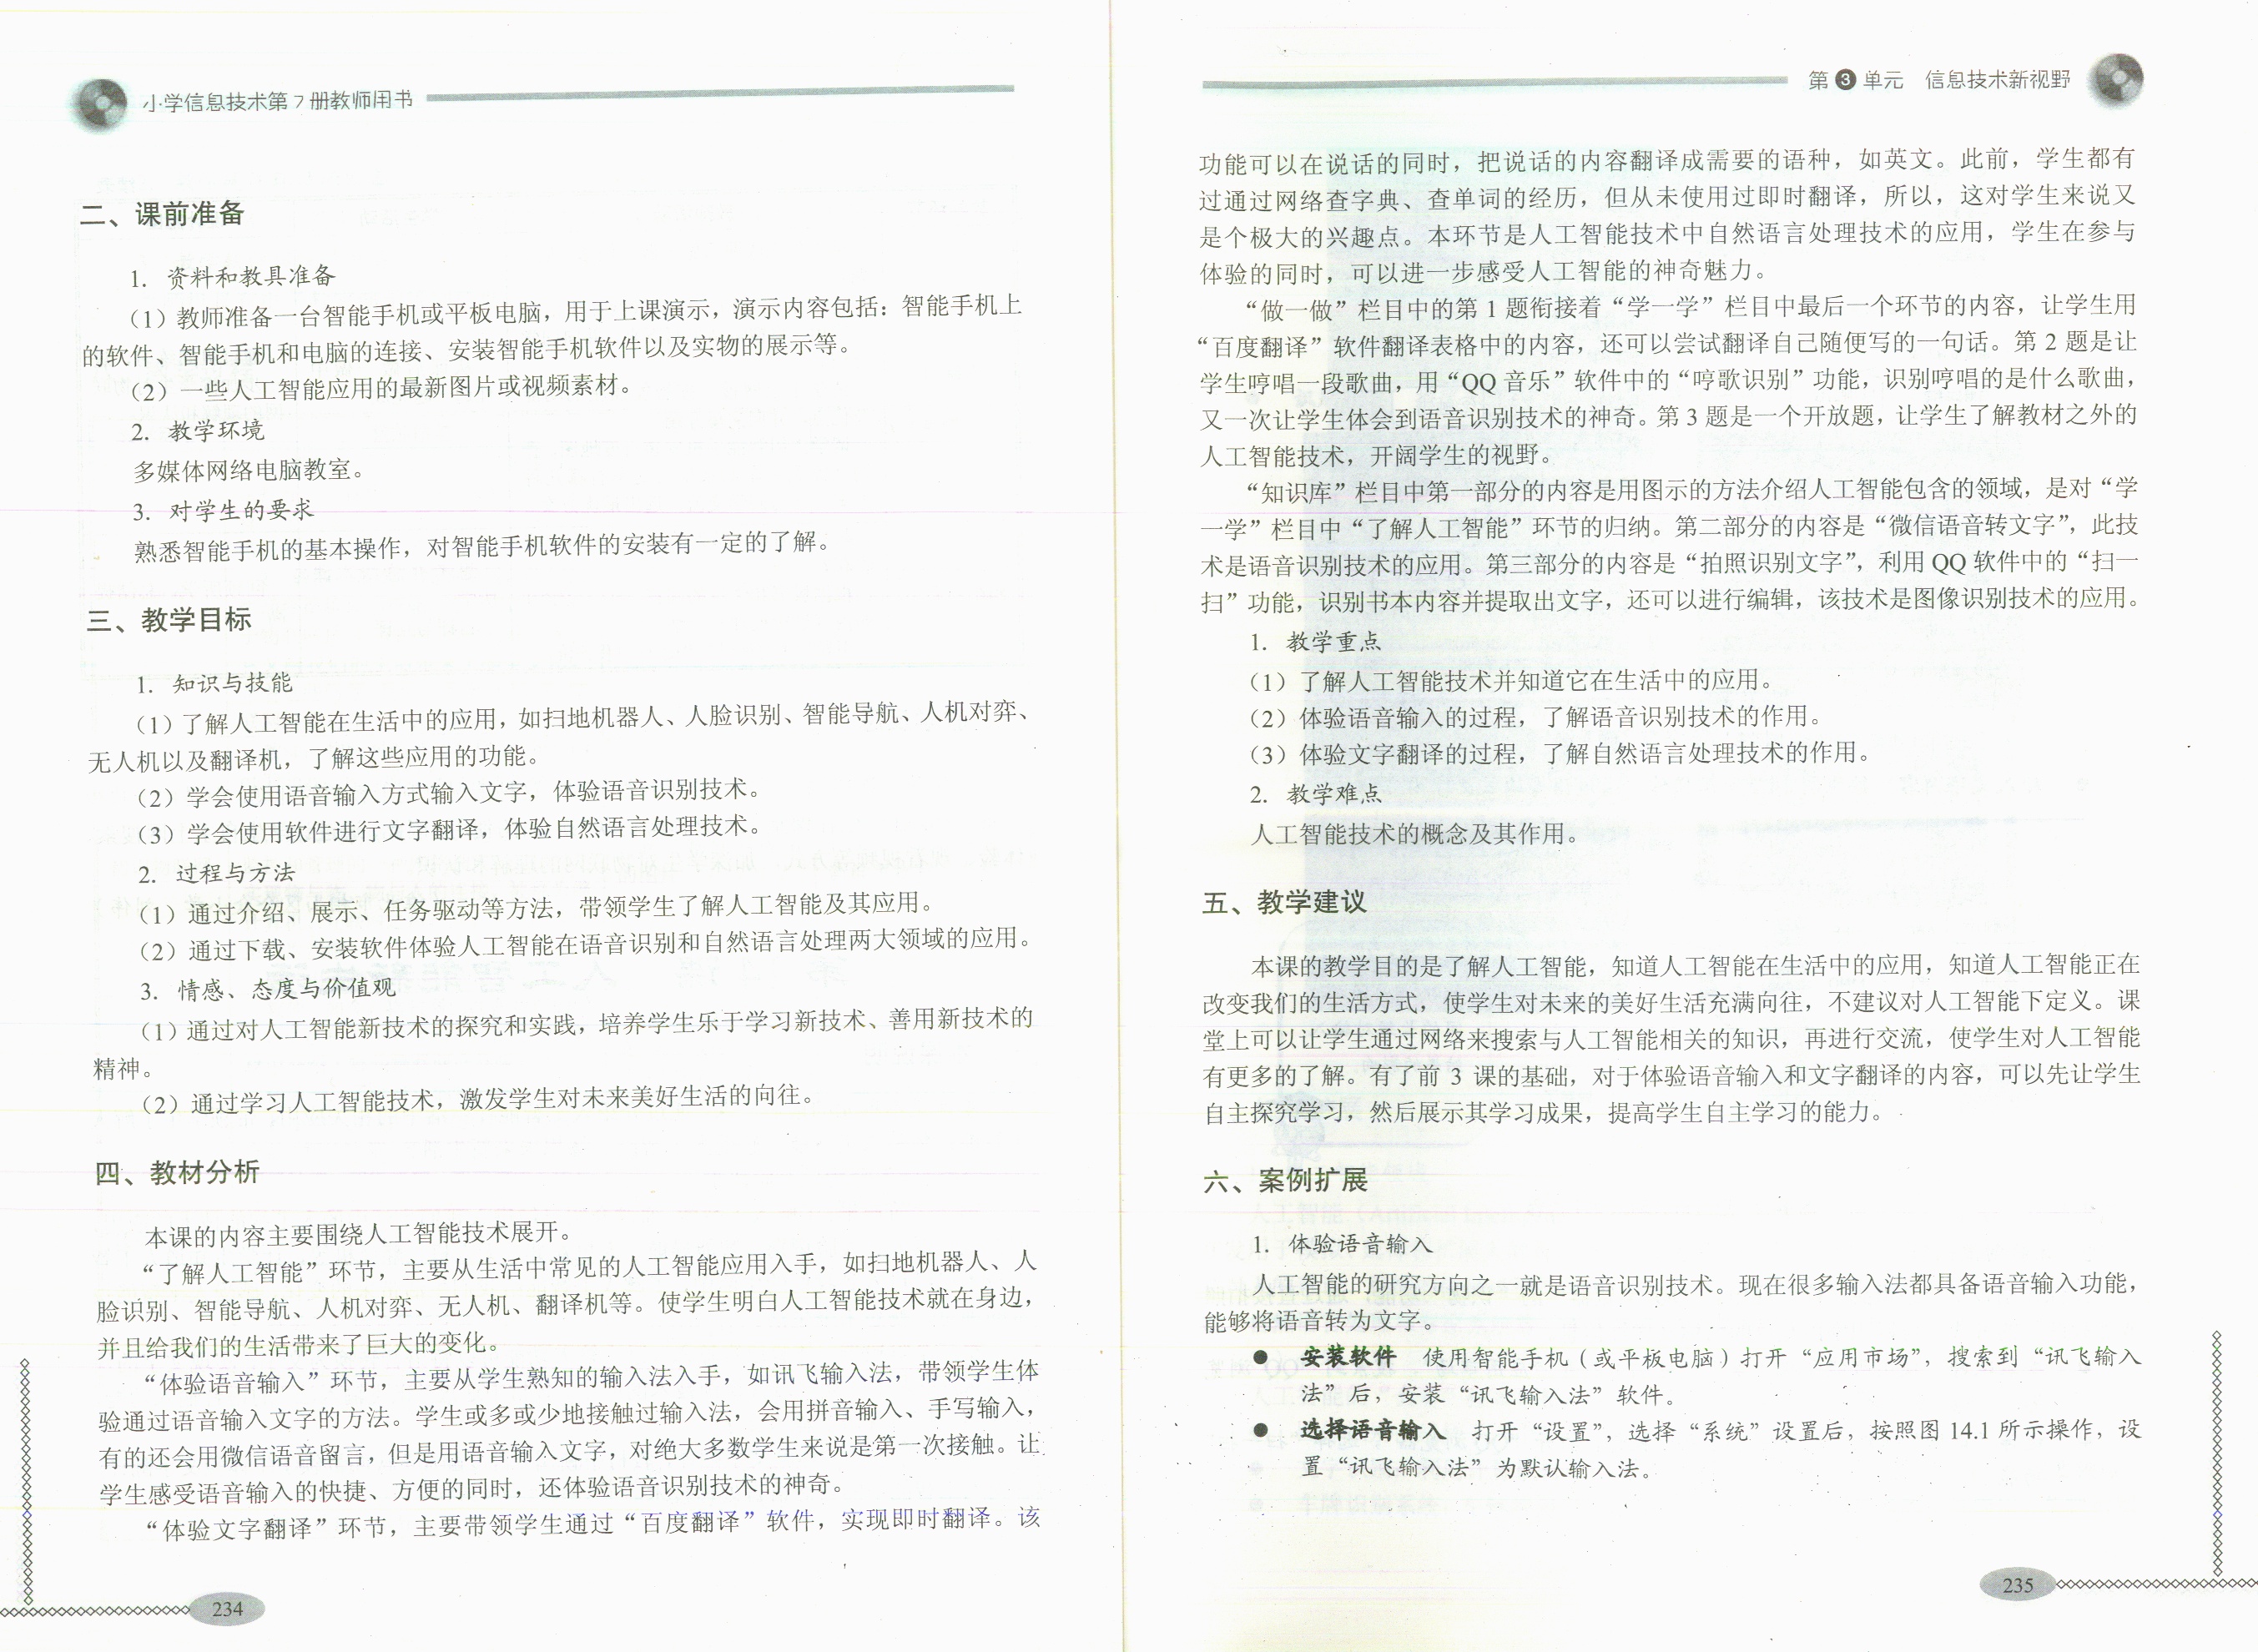 小学信息技术第7册教师用书
二、课前准备
1. 资料和教具准备
（1）教师准备一台智能手机或平板电脑，用于上课演示，演示内容包括：智能手机上
的软件、智能手机和电脑的连接、安装智能手机软件以及实物的展示等。
（2）一些人工智能应用的最新图片或视频素材。
2. 教学环境
多媒体网络电脑教室。
3. 对学生的要求
熟悉智能手机的基本操作，对智能手机软件的安装有一定的了解。
三、教学目标
1. 知识与技能
（1）了解人工智能在生活中的应用，如扫地机器人、人脸识别、智能导航、人机对弈、
无人机以及翻译机，了解这些应用的功能。
（2）学会使用语音输入方式输入文字，体验语音识别技术。
（3）学会使用软件进行文字翻译，体验自然语言处理技术。
2. 过程与方法
（1）通过介绍、展示、任务驱动等方法，带领学生了解人工智能及其应用。
（2）通过下载、安装软件体验人工智能在语音识别和自然语言处理两大领域的应用。
3. 情感、态度与价值观
（1）通过对人工智能新技术的探究和实践，培养学生乐于学习新技术、善用新技术的
精神。
（2）通过学习人工智能技术，激发学生对未来美好生活的向往。
四、教材分析
本课的内容主要围绕人工智能技术展开。
“了解人工智能”环节，主要从生活中常见的人工智能应用入手，如扫地机器人、人
脸识别、智能导航、人机对弈、无人机、翻译机等。使学生明白人工智能技术就在身边，
并且给我们的生活带来了巨大的变化。
“体验语音输入”环节，主要从学生熟知的输入法入手，如讯飞输入法，带领学生体
验通过语音输入文字的方法。学生或多或少地接触过输入法，会用拼音输入、手写输入，
有的还会用微信语音留言，但是用语音输入文字，对绝大多数学生来说是第一次接触。让
学生感受语音输入的快捷、方便的同时，还体验语音识别技术的神奇。
“体验文字翻译”环节，主要带领学生通过“百度翻译”软件，实现即时翻译。该
234
第3单元 信息技术新视野
功能可以在说话的同时，把说话的内容翻译成需要的语种，如英文。此前，学生都有
过通过网络查字典、查单词的经历，但从未使用过即时翻译，所以，这对学生来说又
是个极大的兴趣点。本环节是人工智能技术中自然语言处理技术的应用，学生在参与
体验的同时，可以进一步感受人工智能的神奇魅力。
“做一做”栏目中的第 1 题衔接着“学一学”栏目中最后一个环节的内容，让学生用
“百度翻译”软件翻译表格中的内容，还可以尝试翻译自己随便写的一句话。第 2 题是让
学生哼唱一段歌曲，用“QQ 音乐”软件中的“哼歌识别”功能，识别哼唱的是什么歌曲，
又一次让学生体会到语音识别技术的神奇。第 3 题是一个开放题，让学生了解教材之外的
人工智能技术，开阔学生的视野。
“知识库”栏目中第一部分的内容是用图示的方法介绍人工智能包含的领域，是对“学
一学”栏目中“了解人工智能”环节的归纳。第二部分的内容是“微信语音转文字”，此技
术是语音识别技术的应用。第三部分的内容是“拍照识别文字”，利用 QQ 软件中的“扫一
扫”功能，识别书本内容并提取出文字，还可以进行编辑，该技术是图像识别技术的应用。
1. 教学重点
（1）了解人工智能技术并知道它在生活中的应用。
（2）体验语音输入的过程，了解语音识别技术的作用。
（3）体验文字翻译的过程，了解自然语言处理技术的作用。
2. 教学难点
人工智能技术的概念及其作用。
五、教学建议
本课的教学目的是了解人工智能，知道人工智能在生活中的应用，知道人工智能正在
改变我们的生活方式，使学生对未来的美好生活充满向往，不建议对人工智能下定义。课
堂上可以让学生通过网络来搜索与人工智能相关的知识，再进行交流，使学生对人工智能
有更多的了解。有了前 3 课的基础，对于体验语音输入和文字翻译的内容，可以先让学生
自主探究学习，然后展示其学习成果，提高学生自主学习的能力。
六、案例扩展
1. 体验语音输入
人工智能的研究方向之一就是语音识别技术。现在很多输入法都具备语音输入功能，
能够将语音转为文字。
● 安装软件 使用智能手机（或平板电脑）打开“应用市场”，搜索到“讯飞输入
法”后，安装“讯飞输入法”软件。
● 选择语音输入 打开“设置”，选择“系统”设置后，按照图 14.1 所示操作，设
置“讯飞输入法”为默认输入法。
235